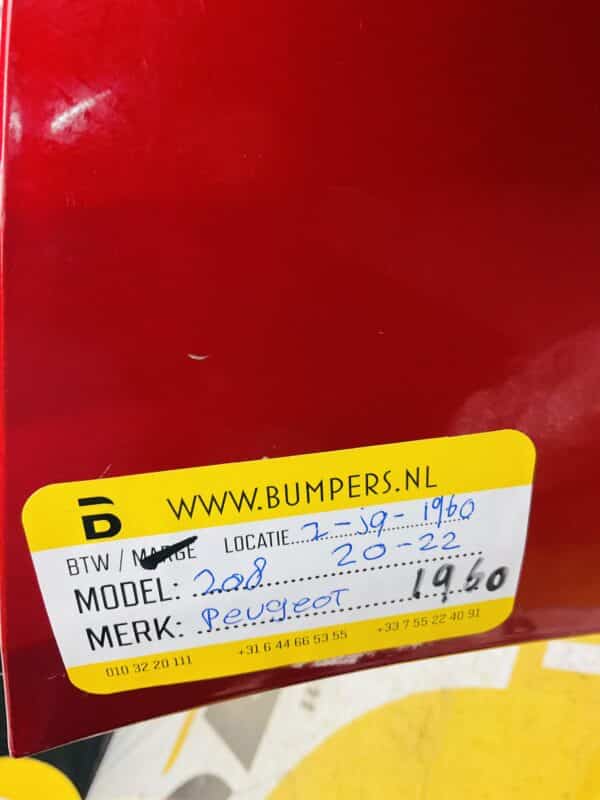 WWW.BUMPERS.NL
BTW / MARGE LOCATIE 2-jg-1960
MODEL: 208 20-22
MERK: Peugeot 1960
010 32 20 111 +31 6 44 66 53 55 +33 7 55 22 40 91